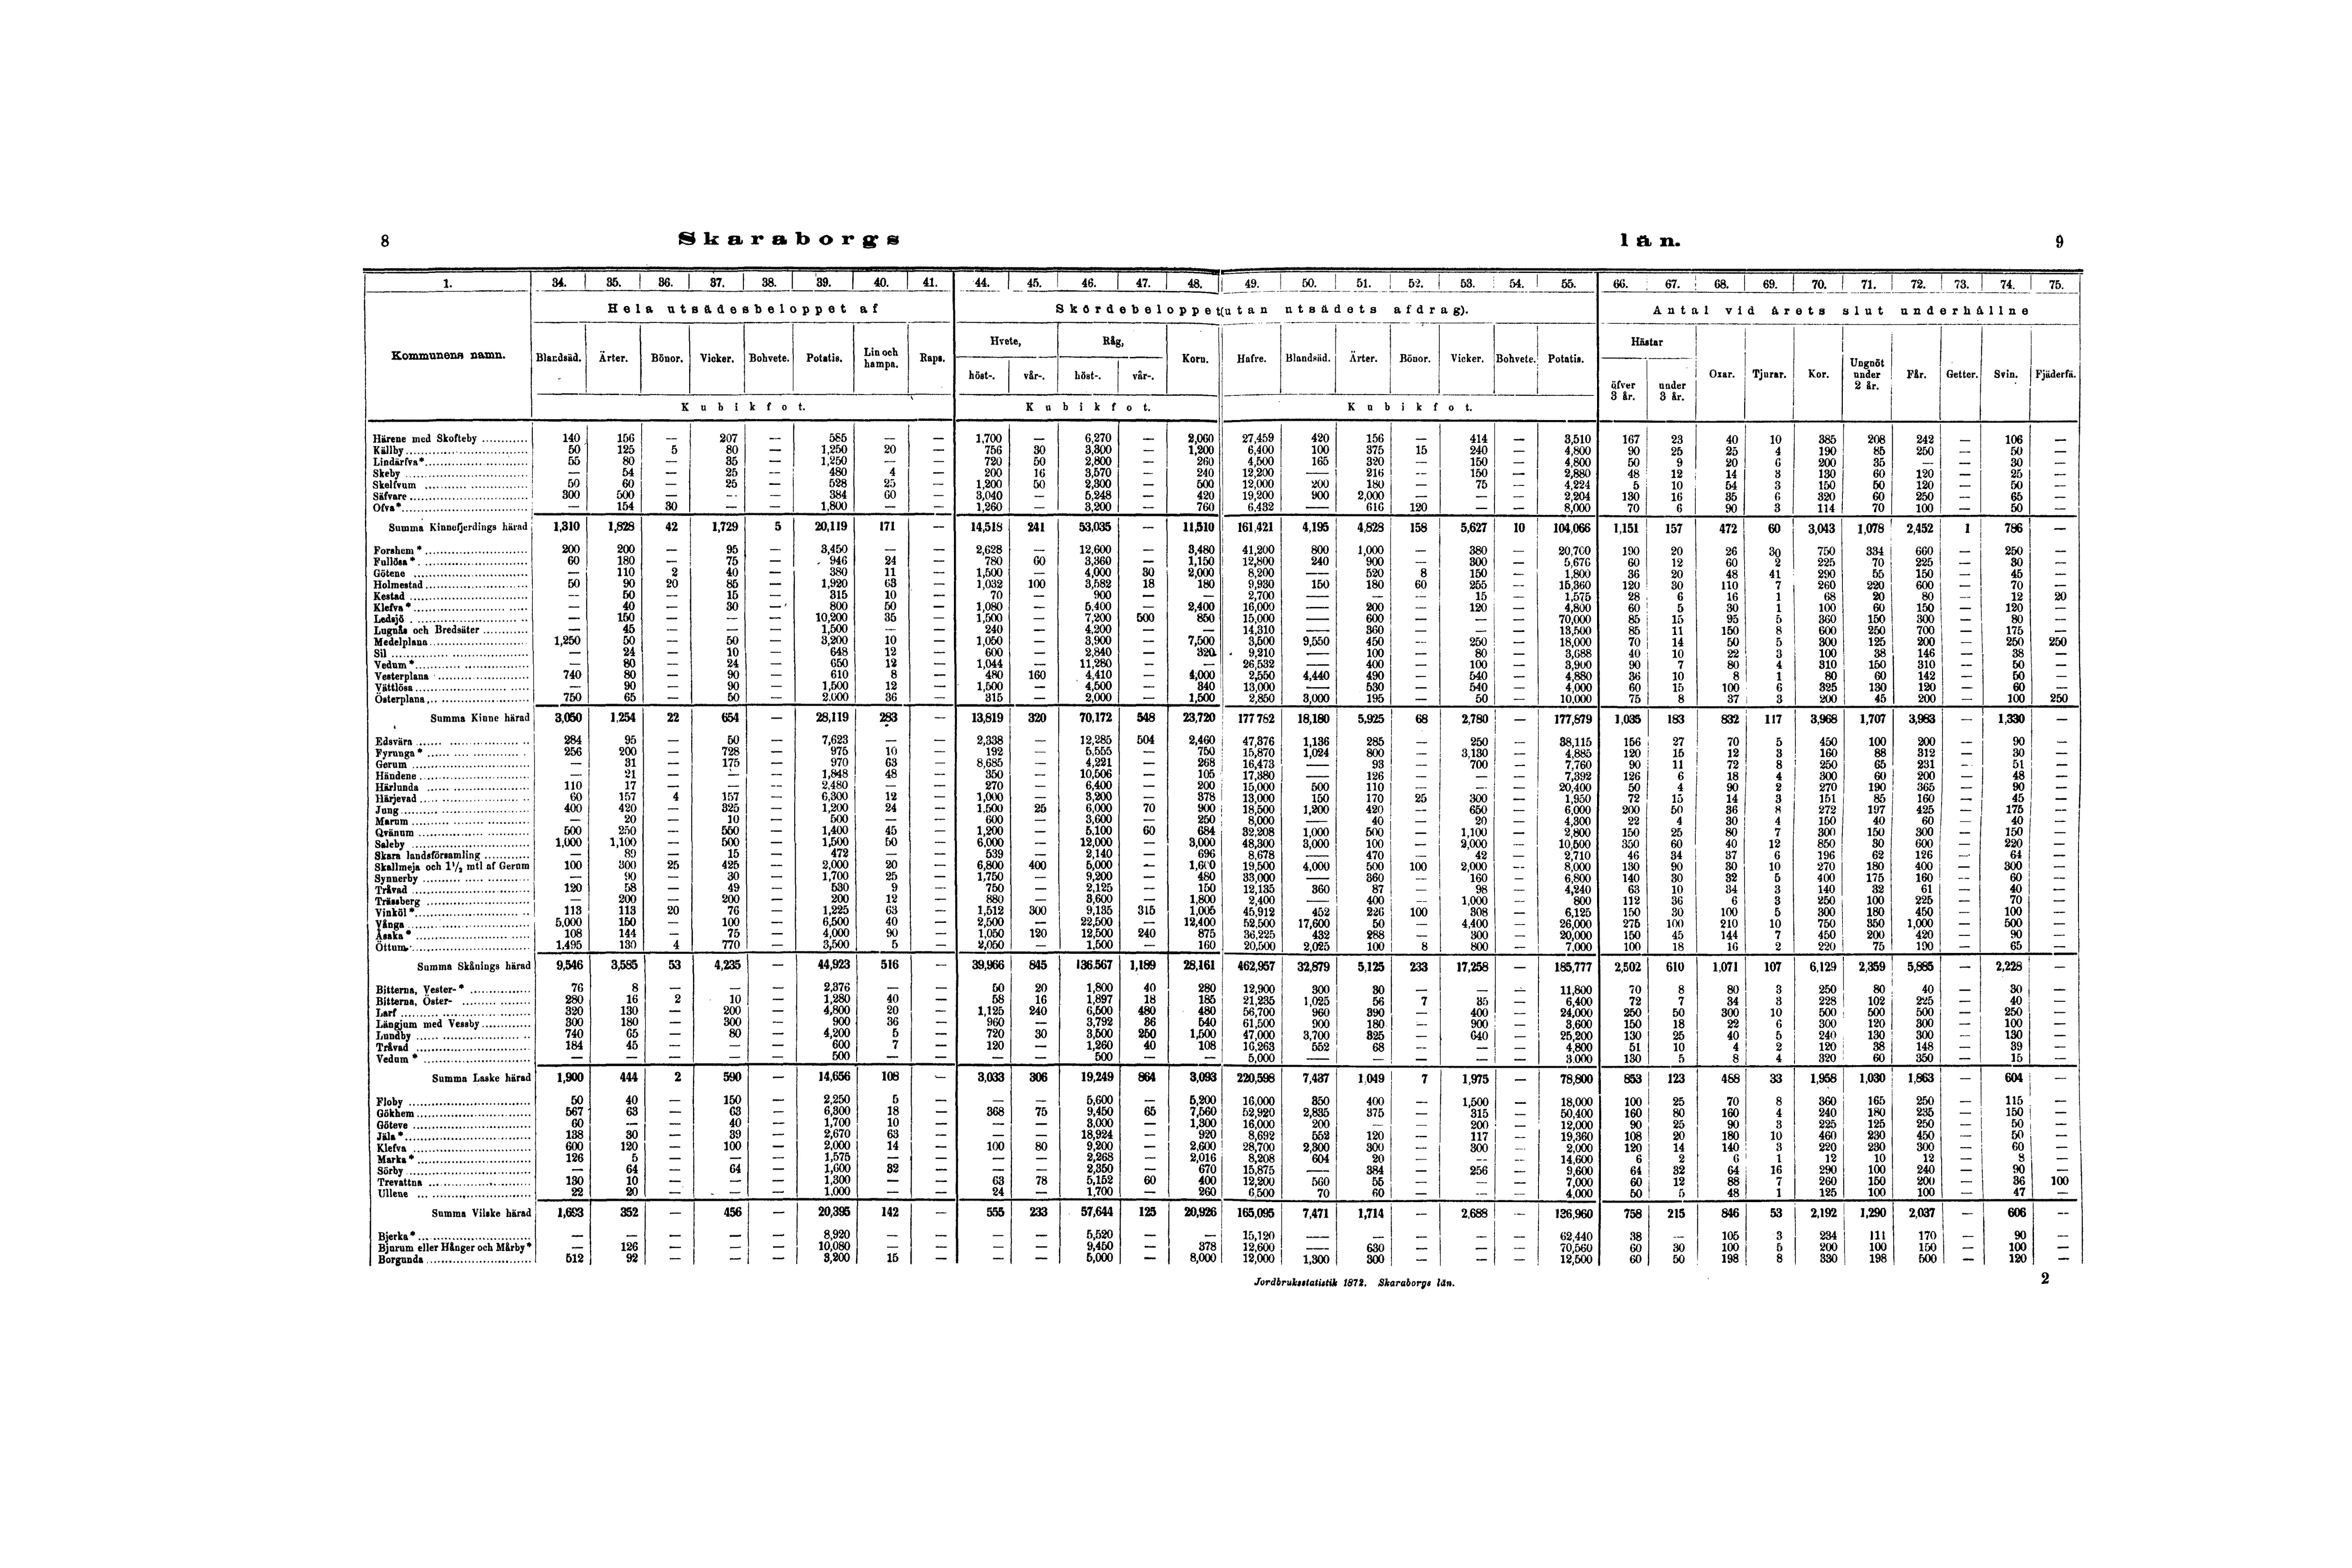 8 Skaraborgs län. 9
1. 34. 35. 36. 37. 38. 39. 40. 41. 44. 45. 46. 47. 48. 49. 50. 51. 52. 53. 54. 55. 66. 67. 68. 69. 70. 71. 72. 73. 74. 75.
Hela utsädesbeloppet af Skördebeloppet (utan utsädets afdrag). Antal vid årets slut underhållne
Kommunens namn. Blandsäd. Ärter. Bönor. Vicker. Bohvete. Potatis. Lin och hampa. Raps. Hvete, höst-. vår-. Råg, höst-. vår-. Korn. Hafre. Blandsäd. Ärter. Bönor. Vicker. Bohvete. Potatis. Hästar öfver 3 år. under 3 år. Oxar. Tjurar. Kor. Ungnöt under 2 år. Får. Getter. Svin. Fjäderfä.
Kubikfot. Kubikfot. Kubikfot.
Härene med Skofteby 140 156 — 207 — 585 — — 1,700 — 6,270 — 2,060 27,459 420 156 — 414 — 3,510 167 23 40 10 385 208 242 — 106 —
Källby 50 125 5 80 — 1,250 20 — 756 30 3,300 — 1,200 6,400 100 375 15 240 — 4,800 90 25 25 4 190 85 250 — 50 —
Lindärfva* 55 80 — 35 — 1,250 — — 720 50 2,800 — 260 4,500 165 320 — 150 — 4,800 50 9 20 6 200 35 — — 30 —
Skeby — 54 — 25 — 480 4 — 200 16 3,570 — 240 12,200 — 216 — 150 — 2,880 48 12 14 3 130 60 120 — 25 —
Skelfvum 50 60 — 25 — 528 25 — 1,200 50 2,300 — 500 12,000 200 180 — 75 — 4,224 5 10 54 3 150 50 120 — 50 —
Säfvare 300 500 — — — 384 60 — 3,040 — 5,248 — 420 19,200 900 2,000 — — — 2,204 130 16 35 6 320 60 250 — 65 —
Ofva* — 154 30 — — 1,800 — — 1,260 — 3,200 — 760 6,432 — 616 120 — — 8,000 70 6 90 3 114 70 100 — 50 —
Summa Kinnefjerdings härad 1,310 1,828 42 1,729 5 20,119 171 — 14,518 241 53,035 — 11,510 161,421 4,195 4,828 158 5,627 10 104,066 1,151 157 472 60 3,043 1,078 2,452 1 786 —
Forshem* 200 200 — 95 — 3,450 — — 2,628 — 12,600 — 3,480 41,200 800 1,000 — 380 — 20,700 190 20 26 30 750 334 660 — 250 —
Fullösa* 60 180 — 75 — 946 24 — 780 60 3,360 — 1,150 12,800 240 900 — 300 — 5,676 60 12 60 2 225 70 225 — 30 —
Götene — 110 2 40 — 380 11 — 1,500 — 4,000 30 2,000 8,200 — 520 8 150 — 1,800 36 20 48 41 290 55 150 — 45 —
Holmestad 50 90 20 85 — 1,920 63 — 1,032 100 3,582 18 180 9,930 150 180 60 255 — 15,360 120 30 110 7 260 220 600 — 70 —
Kestad — 50 — 15 — 315 10 — 70 — 900 — — 2,700 — — — 15 — 1,575 28 6 16 1 68 20 80 — 12 20
Klefva* — 40 — 30 — 800 50 — 1,080 — 5,400 — 2,400 16,000 — 200 — 120 — 4,800 60 5 30 1 100 60 150 — 120 —
Ledsjö — 150 — — — 10,200 35 — 1,500 — 7,200 500 850 15,000 — 600 — — — 70,000 85 15 95 5 360 150 300 — 80 —
Lugnås och Bredsäter — 45 — — — 1,500 — — 240 — 4,200 — — 14,310 — 360 — — — 13,500 85 11 150 8 600 250 700 — 175 —
Medelplana 1,250 50 — 50 — 3,200 10 — 1,050 — 3,900 — 7,500 3,500 9,550 450 — 250 — 18,000 70 14 50 5 300 125 200 — 250 250
Sil — 24 — 10 — 648 12 — 600 — 2,840 — 320 9,210 — 100 — 80 — 3,688 40 10 22 3 100 38 146 — 38 —
Vedum* — 80 — 24 — 650 12 — 1,044 — 11,280 — — 26,532 — 400 — 100 — 3,900 90 7 80 4 310 150 310 — 50 —
Vesterplana 740 80 — 90 — 610 8 — 480 160 4,410 — 4,000 2,550 4,440 490 — 540 — 4,880 36 10 8 1 80 60 142 — 50 —
Vättlösa — 90 — 90 — 1,500 12 — 1,500 — 4,500 — 340 13,000 — 530 — 540 — 4,000 60 15 100 6 325 130 120 — 60 —
Österplana 750 65 — 50 — 2,000 36 — 315 — 2,000 — 1,500 2,850 3,000 195 — 50 — 10,000 75 8 37 3 200 45 200 — 100 250
Summa Kinne härad 3,050 1,254 22 654 — 28,119 283 — 13,819 320 70,172 548 23,720 177 782 18,180 5,925 68 2,780 — 177,879 1,035 183 832 117 3,968 1,707 3,983 — 1,330 —
Edsvära 284 95 — 50 — 7,623 — — 2,338 — 12,285 504 2,460 47,376 1,136 285 — 250 — 38,115 156 27 70 5 450 100 200 — 90 —
Fyrunga* 256 200 — 728 — 975 10 — 192 — 5,555 — 750 15,870 1,024 800 — 3,130 — 4,885 120 15 12 3 160 88 312 — 30 —
Gerum — 31 — 175 — 970 63 — 8,685 — 4,221 — 268 16,473 — 93 — 700 — 7,760 90 11 72 8 250 65 231 — 51 —
Händene — 21 — — — 1,848 48 — 350 — 10,506 — 105 17,380 — 126 — — — 7,392 126 6 18 4 300 60 200 — 48 —
Härlunda 110 17 — — — 2,480 — — 270 — 6,400 — 200 15,000 500 110 — — — 20,400 50 4 90 2 270 190 365 — 90 —
Härjevad 60 157 4 157 — 6,300 12 — 1,000 — 3,200 — 378 13,000 150 170 25 300 — 1,950 72 15 14 3 151 85 160 — 45 —
Jung 400 420 — 325 — 1,200 24 — 1,500 25 6,000 70 900 18,500 1,200 420 — 650 — 6,000 200 50 36 8 272 197 425 — 175 —
Marum — 20 — 10 — 500 — — 600 — 3,600 — 250 8,000 — 40 — 20 — 4,300 22 4 30 4 150 40 60 — 40 —
Qvänum 500 250 — 550 — 1,400 45 — 1,200 — 5,100 60 684 32,208 1,000 500 — 1,100 — 2,800 150 25 80 7 300 150 300 — 150 —
Saleby 1,000 1,100 — 500 — 1,500 50 — 6,000 — 12,000 — 3,000 48,300 3,000 100 — 2,000 — 10,500 350 60 40 12 850 30 600 — 220 —
Skara landsförsamling — 89 — 15 — 472 — — 539 — 2,140 — 696 8,678 — 470 — 42 — 2,710 46 34 37 6 196 62 126 — 64 —
Skallmeja och 1½ mtl af Gerum 100 300 25 425 — 2,000 20 — 6,800 400 5,000 — 1,600 19,500 4,000 500 100 2,000 — 8,000 130 90 30 10 270 180 400 — 300 —
Synnerby — 90 — 30 — 1,700 25 — 1,750 — 9,200 — 480 33,000 — 360 — 160 — 6,800 140 30 32 5 400 175 160 — 60 —
Tråvad 120 58 — 49 — 530 9 — 750 — 2,125 — 150 12,135 360 87 — 98 — 4,240 63 10 34 3 140 32 61 — 40 —
Trässberg — 200 — 200 — 200 12 — 880 — 3,600 — 1,800 2,400 — 400 — 1,000 — 800 112 36 6 3 250 100 225 — 70 —
Vinköl* 113 113 20 76 — 1,225 63 — 1,512 300 9,135 315 1,005 45,912 452 226 100 308 — 6,125 150 30 100 5 300 180 450 — 100 —
Vånga 5,000 150 — 100 — 6,500 40 — 2,500 — 22,500 — 12,400 52,500 17,600 50 — 4,400 — 26,000 275 100 210 10 750 350 1,000 — 500 —
Åsaka* 108 144 — 75 — 4,000 90 — 1,050 120 12,500 240 875 36,225 432 288 — 300 — 20,000 150 45 144 7 450 200 420 — 90 —
Öttum 1,495 130 4 770 — 3,500 5 — 2,050 — 1,500 — 160 20,500 2,025 100 8 800 — 7,000 100 18 16 2 220 75 190 — 65 —
Summa Skånings härad 9,546 3,585 53 4,235 — 44,923 516 — 39,966 845 136.567 1,189 28,161 462,957 32,879 5,125 233 17,258 — 185,777 2,502 610 1,071 107 6,129 2,359 5,885 — 2,228 —
Bitterna, Vester-* 76 8 — — — 2,376 — — 50 20 1,800 40 280 12,900 300 30 — — — 11,800 70 8 80 3 250 80 40 — 30 —
Bitterna, Öster- 280 16 2 10 — 1,280 40 — 58 16 1,897 18 185 21,235 1,025 56 7 35 — 6,400 72 7 34 3 228 102 225 — 40 —
Larf 320 130 — 200 — 4,800 20 — 1,125 240 6,500 480 480 56,700 960 390 — 400 — 24,000 250 50 300 10 500 500 500 — 250 —
Längjum med Vessby 300 180 — 300 — 900 36 — 960 — 3,792 36 540 61,500 900 180 — 900 — 3,600 150 18 22 6 300 120 300 — 100 —
Lundby 740 65 — 80 — 4,200 5 — 720 30 3,500 250 1,500 47,000 3,700 325 — 640 — 25,200 130 25 40 5 240 130 300 — 130 —
Tråvad 184 45 — — — 600 7 — 120 — 1,260 40 108 16,263 552 68 — — — 4,800 51 10 4 2 120 38 148 — 39 —
Vedum* — — — — — 500 — — — — 500 — — 5,000 — — — — — 3.000 130 5 8 4 320 60 350 — 15 —
Summa Laske härad 1,900 444 2 590 — 14,656 108 — 3,033 306 19,249 864 3,093 220,598 7,437 1,049 7 1,975 — 78,800 853 123 488 33 1,958 1,030 1,863 — 604 —
Floby 50 40 — 150 — 2,250 5 — — — 5,600 — 5,200 16,000 350 400 — 1,500 — 18,000 100 25 70 8 360 165 250 — 115 —
Gökhem 567 63 — 63 — 6,300 18 — 368 75 9,450 65 7,560 52,920 2,835 375 — 315 — 50,400 160 80 160 4 240 180 235 — 150 —
Göteve 60 — — 40 — 1,700 10 — — — 3,000 — 1,300 16,000 200 — — 200 — 12,000 90 25 90 3 225 125 250 — 50 —
Jäla* 138 30 — 39 — 2,670 63 — — — 18,924 — 920 8,692 552 120 — 117 — 19,360 108 20 180 10 460 230 450 — 50 —
Klefva 600 120 — 100 — 2,000 14 — 100 80 9,200 — 2,600 28,700 2,300 300 — 300 — 2,000 120 14 140 3 220 230 300 — 60 —
Marka* 126 5 — — — 1,575 — — — — 2,268 — 2,016 8,208 604 20 — — — 14,600 6 2 6 1 12 10 12 — 8 —
Sörby — 64 — 64 — 1,600 32 — — — 2,350 — 670 15,875 — 384 — 256 — 9,600 64 32 64 16 290 100 240 — 90 —
Trevattna 130 10 — — — 1,300 — — 63 78 5,152 60 400 12,200 560 55 — — — 7,000 60 12 88 7 260 150 200 — 36 100
Ullene 22 20 — — — 1,000 — — 24 — 1,700 — 260 6,500 70 60 — — — 4,000 50 5 48 1 125 100 100 — 47 —
Summa Vilske härad 1,693 352 — 456 — 20,395 142 — 555 233 57,644 125 20,926 165,095 7,471 1,714 — 2,688 — 136,960 758 215 846 53 2,192 1,290 2,037 — 606 —
Bjerka* — — — — — 8,920 — — — — 5,520 — — 15,120 — — — — — 62,440 38 — 105 3 234 111 170 — 90 —
Bjurum eller Hånger och Mårby* — 126 — — — 10,080 — — — — 9,450 — 378 12,600 — 630 — — — 70,560 60 30 100 5 200 100 150 — 100 —
Borgunda 512 92 — — — 3,200 15 — — — 5,000 — 8,000 12,000 1,300 300 — — — 12,500 60 50 198 8 330 198 500 — 120 —
Jordbruksstatistik 1872. Skaraborgs län. 2